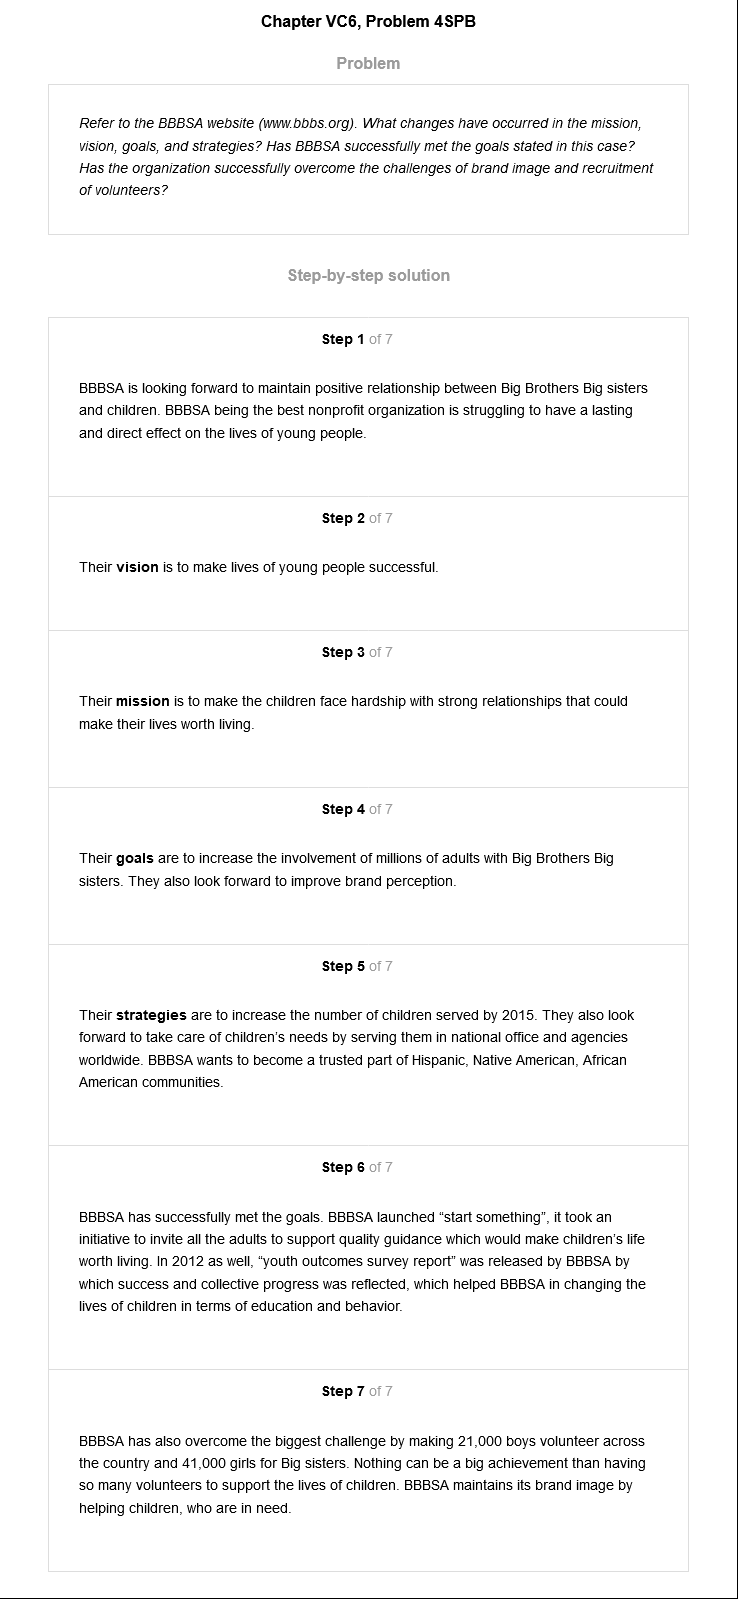 Chapter VC6, Problem 4SPB
Problem
Refer to the BBBSA website (www.bbbs.org). What changes have occurred in the mission,
vision, goals, and strategies? Has BBBSA successfully met the goals stated in this case?
Has the organization successfully overcome the challenges of brand image and recruitment
of volunteers?
Step-by-step solution
Step 1 of 7
BBBSA is looking forward to maintain positive relationship between Big Brothers Big sisters
and children. BBBSA being the best nonprofit organization is struggling to have a lasting
and direct effect on the lives of young people.
Step 2 of 7
Their vision is to make lives of young people successful.
Step 3 of 7
Their mission is to make the children face hardship with strong relationships that could
make their lives worth living.
Step 4 of 7
Their goals are to increase the involvement of millions of adults with Big Brothers Big
sisters. They also look forward to improve brand perception.
Step 5 of 7
Their strategies are to increase the number of children served by 2015. They also look
forward to take care of children's needs by serving them in national office and agencies
worldwide. BBBSA wants to become a trusted part of Hispanic, Native American, African
American communities.
Step 6 of 7
BBBSA has successfully met the goals. BBBSA launched “start something”, it took an
initiative to invite all the adults to support quality guidance which would make children's life
worth living. In 2012 as well, “youth outcomes survey report” was released by BBBSA by
which success and collective progress was reflected, which helped BBBSA in changing the
lives of children in terms of education and behavior.
Step 7 of 7
BBBSA has also overcome the biggest challenge by making 21,000 boys volunteer across
the country and 41,000 girls for Big sisters. Nothing can be a big achievement than having
so many volunteers to support the lives of children. BBBSA maintains its brand image by
helping children, who are in need.